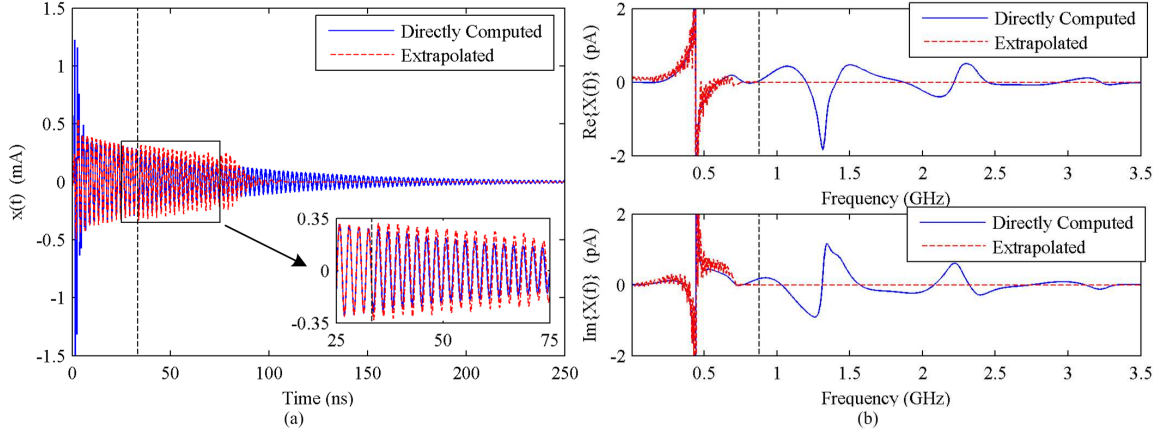 1.5
1
0.5
0
-0.5
-1
-1.5
x(t) (mA)
Directly Computed
Extrapolated
0.35
0
-0.35
25
50
75
0
50
100
150
200
250
Time (ns)
(a)
2
0
-2
Re{X(f)} (pA)
Directly Computed
Extrapolated
0.5
1
1.5
2
2.5
3
3.5
Frequency (GHz)
2
0
-2
Im{X(f)} (pA)
Directly Computed
Extrapolated
0.5
1
1.5
2
2.5
3
3.5
Frequency (GHz)
(b)